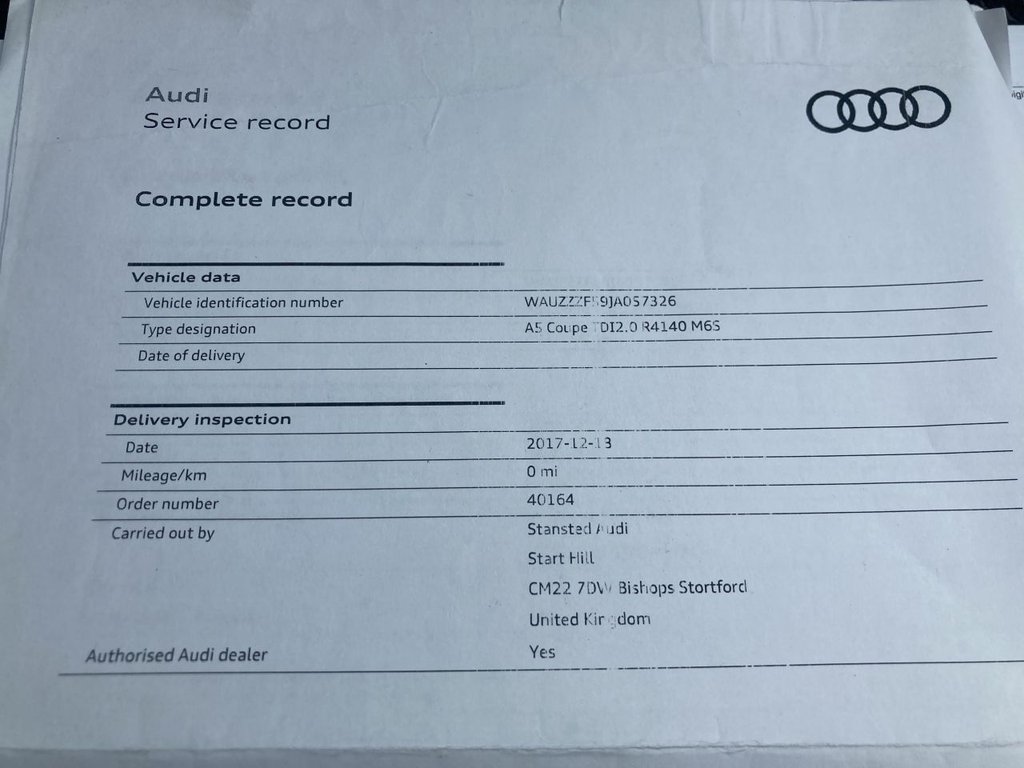 Audi
Service record
Complete record
Vehicle data
Vehicle identification number
Type designation A5 Coupe TDI2.0 R4140 M6S
Date of delivery
Delivery inspection
Date 2017-12-13
Mileage/km 0 mi
Order number 40164
Carried out by Stansted Audi
Start Hill
CM22 7DW Bishops Stortford
United Kingdom
Authorised Audi dealer Yes